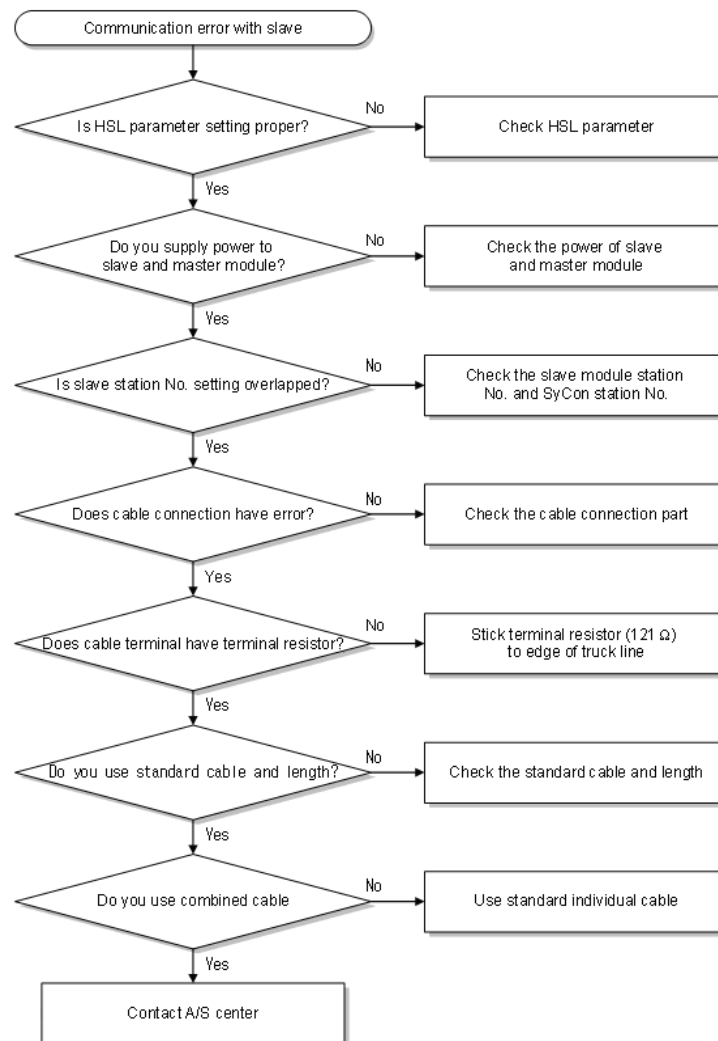 Communication error with slave
Is HSL parameter setting proper?
No
Check HSL parameter
Yes
Do you supply power to
slave and master module?
No
Check the power of slave
and master module
Yes
Is slave station No. setting overlapped?
No
Check the slave module station
No. and SyCon station No.
Yes
Does cable connection have error?
No
Check the cable connection part
Yes
Does cable terminal have terminal resistor?
No
Stick terminal resistor (121 Ω)
to edge of truck line
Yes
Do you use standard cable and length?
No
Check the standard cable and length
Yes
Do you use combined cable
No
Use standard individual cable
Yes
Contact A/S center